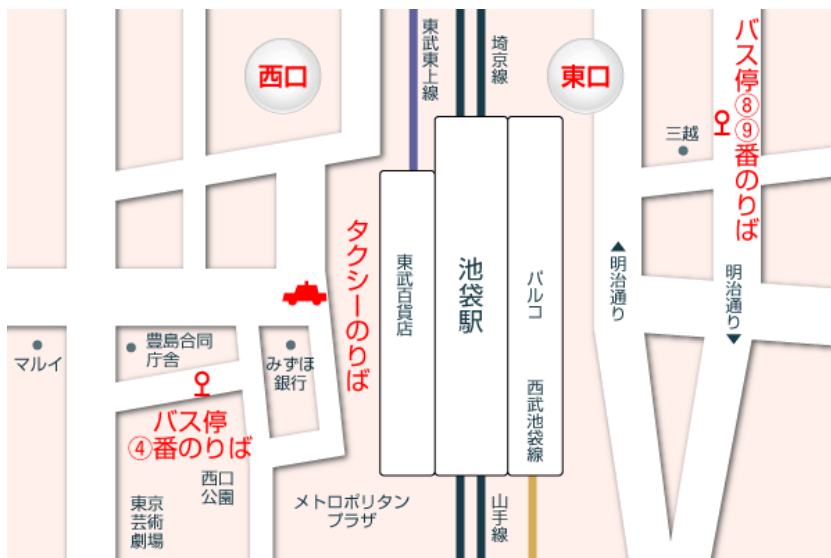 西口
東武東上線
埼京線
東口
バス停⑧⑨番のりば
三越
タクシーのりば
東武百貨店
池袋駅
パルコ
明治通り
明治通り
マルイ
豊島合同
庁舎
みずほ
銀行
バス停
④番のりば
西武池袋線
西口
公園
東京
芸術
劇場
メトロポリタン
プラザ
山手線